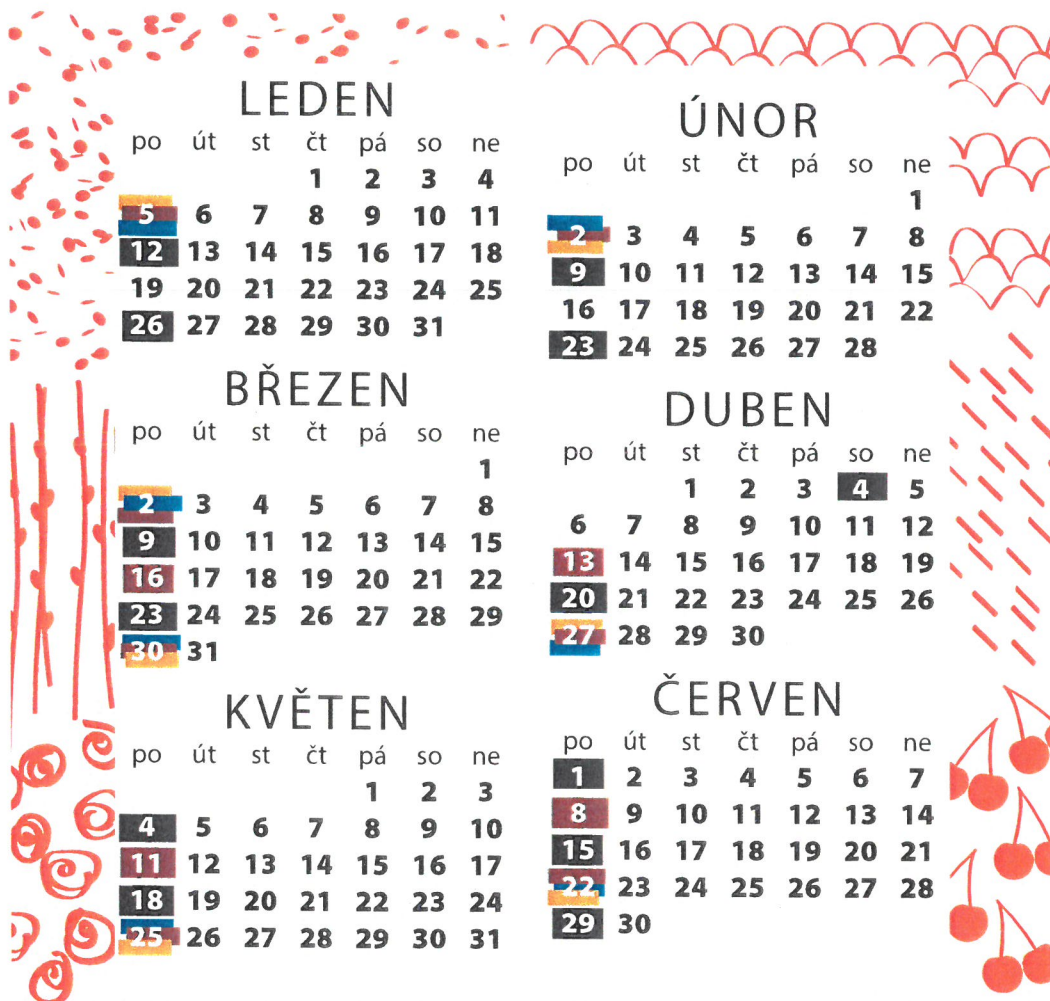 LEDEN
po út st čt pá so ne
1 2 3 4
5 6 7 8 9 10 11
12 13 14 15 16 17 18
19 20 21 22 23 24 25
26 27 28 29 30 31
ÚNOR
po út st čt pá so ne
1
2 3 4 5 6 7 8
9 10 11 12 13 14 15
16 17 18 19 20 21 22
23 24 25 26 27 28
BŘEZEN
po út st čt pá so ne
1
2 3 4 5 6 7 8
9 10 11 12 13 14 15
16 17 18 19 20 21 22
23 24 25 26 27 28 29
30 31
DUBEN
po út st čt pá so ne
1 2 3 4 5
6 7 8 9 10 11 12
13 14 15 16 17 18 19
20 21 22 23 24 25 26
27 28 29 30
KVĚTEN
po út st čt pá so ne
1 2 3
4 5 6 7 8 9 10
11 12 13 14 15 16 17
18 19 20 21 22 23 24
25 26 27 28 29 30 31
ČERVEN
po út st čt pá so ne
1 2 3 4 5 6 7
8 9 10 11 12 13 14
15 16 17 18 19 20 21
22 23 24 25 26 27 28
29 30